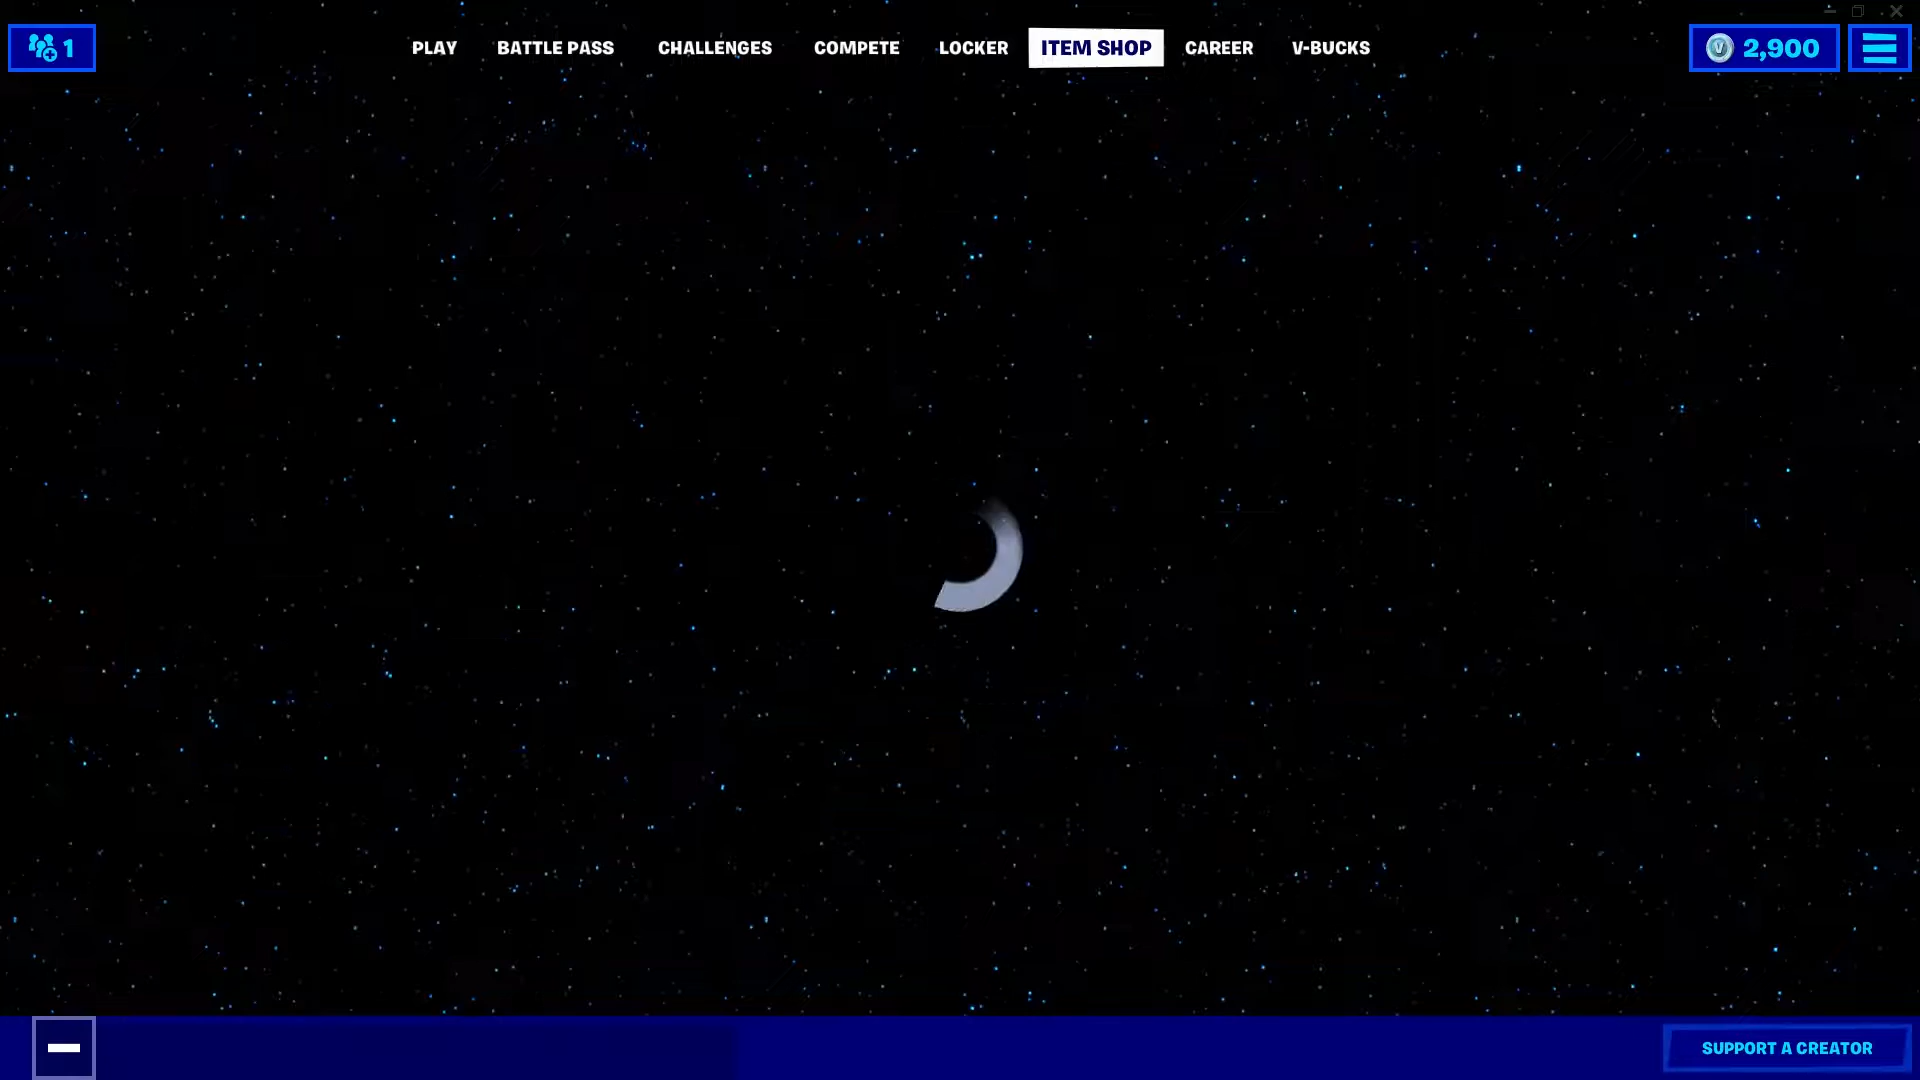 1
PLAY
BATTLE PASS
CHALLENGES
COMPETE
LOCKER
ITEM SHOP
CAREER
V-BUCKS
V 2,900
SUPPORT A CREATOR